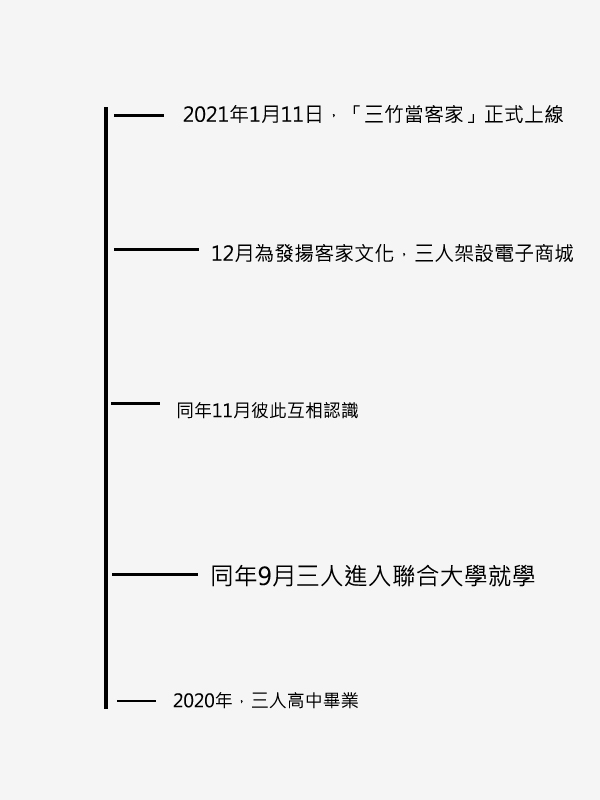 2021年1月11日，「三竹當客家」正式上線
12月為發揚客家文化，三人架設電子商城
同年11月彼此互相認識
同年9月三人進入聯合大學就學
2020年，三人高中畢業